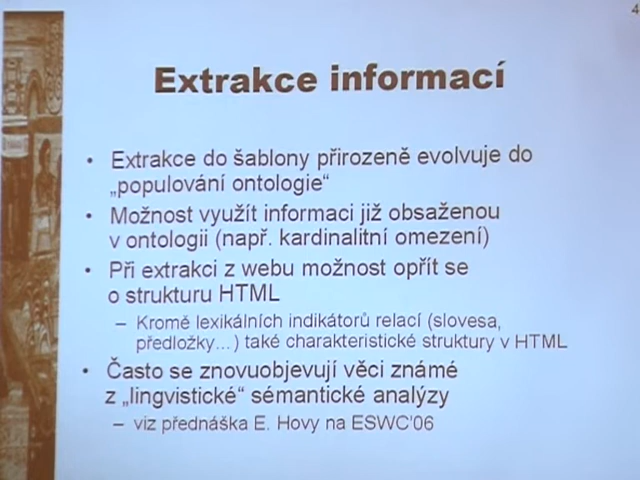 4
Extrakce informací
• Extrakce do šablony přirozeně evolvuje do
„populování ontologie“
• Možnost využít informaci již obsaženou
v ontologii (např. kardinalitní omezení)
• Při extrakci z webu možnost opřít se
o strukturu HTML
– Kromě lexikálních indikátorů relací (slovesa,
předložky...) také charakteristické struktury v HTML
• Často se znovuobjevují věci známé
z „lingvistické“ sémantické analýzy
– viz přednáška E. Hovy na ESWC'06